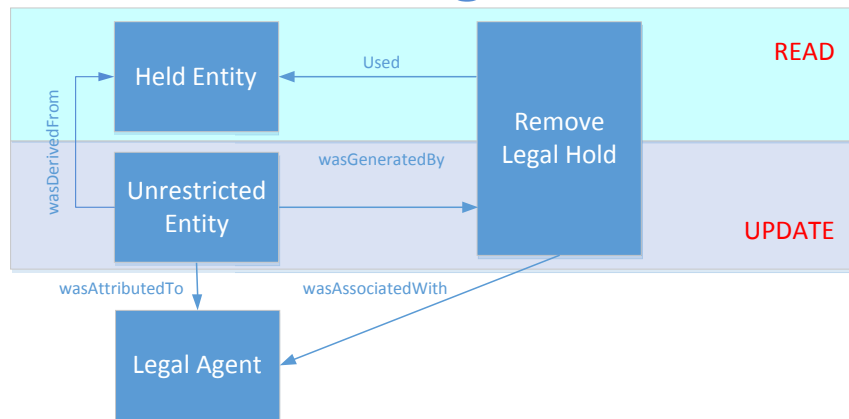 Held Entity
Used
READ
Remove
Legal Hold
wasDerivedFrom
wasGeneratedBy
Unrestricted
Entity
UPDATE
wasAttributedTo
wasAssociatedWith
Legal Agent